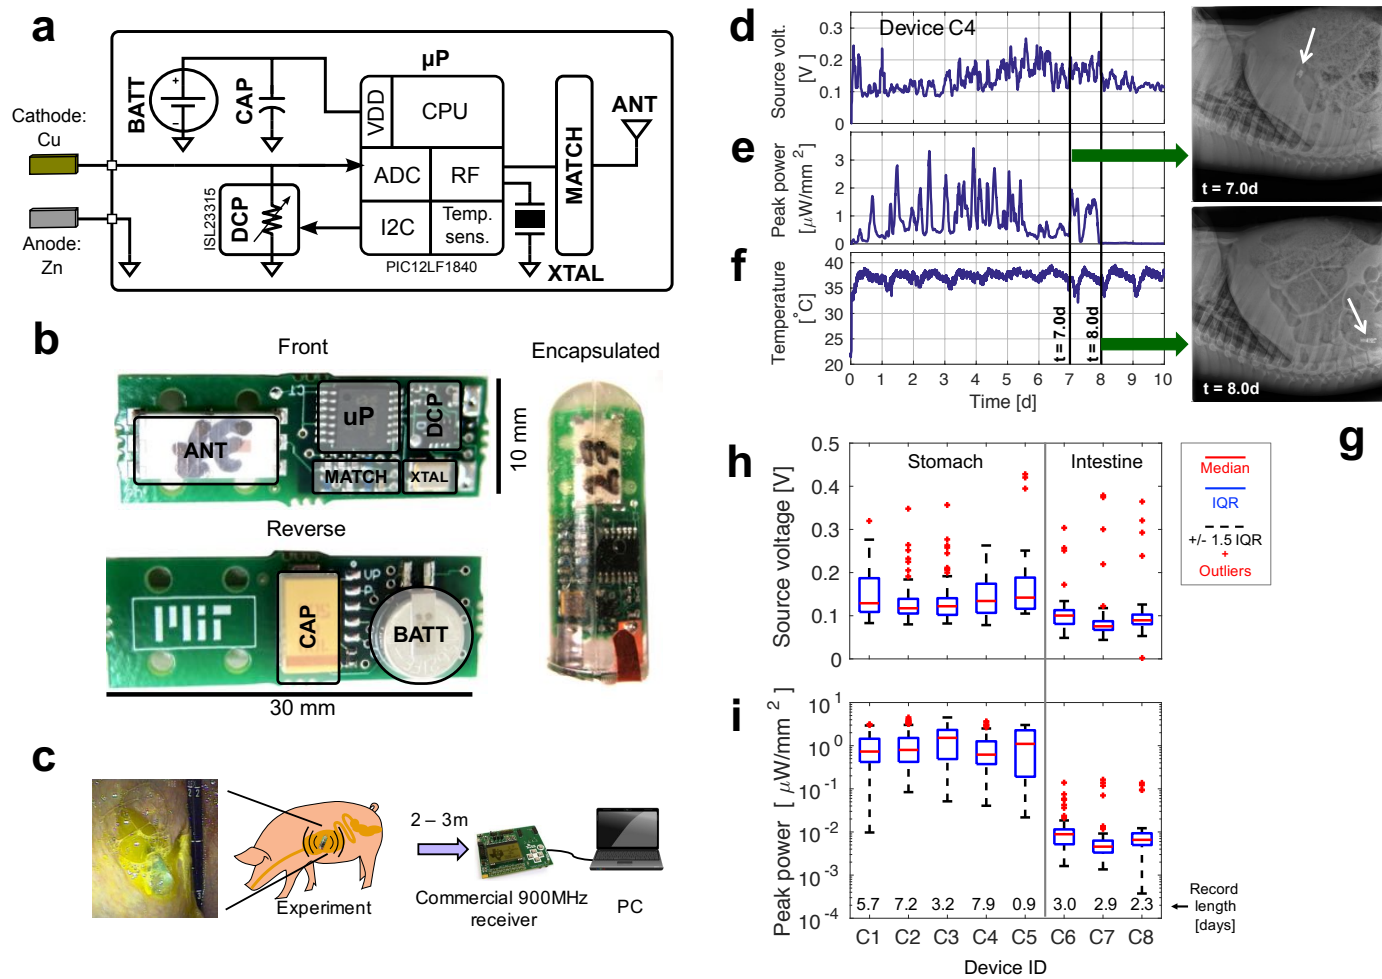 a
BATT
CAP
µP
VDD
CPU
ADC
RF
I2C
Temp.
sens.
PIC12LF1840
DCP
ISL23315
XTAL
MATCH
ANT
Cathode:
Cu
Anode:
Zn
b
Front
ANT
uP
DCP
MATCH
XTAL
10 mm
Reverse
MIT
CAP
BATT
30 mm
Encapsulated
c
Experiment
2 – 3m
Commercial 900MHz
receiver
PC
d
Device C4
Source volt.
[V]
0.3
0.2
0.1
0
e
Peak power
[µW/mm²]
3
2
1
0
f
Temperature
[°C]
40
35
30
25
20
t = 7.0d
t = 8.0d
0 1 2 3 4 5 6 7 8 9 10
Time [d]
t = 7.0d
t = 8.0d
g
h
Stomach
Intestine
Source voltage [V]
0.5
0.4
0.3
0.2
0.1
0
Median
IQR
+/- 1.5 IQR
+
Outliers
i
Peak power [µW/mm²]
10¹
10⁰
10⁻¹
10⁻²
10⁻³
10⁻⁴
5.7 7.2 3.2 7.9 0.9 3.0 2.9 2.3
Record
length
[days]
C1 C2 C3 C4 C5 C6 C7 C8
Device ID